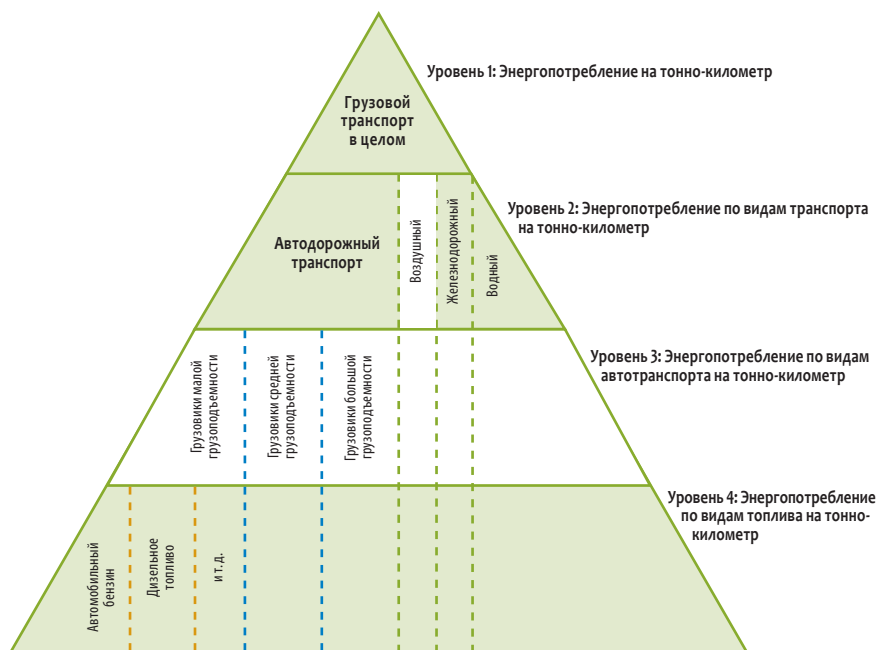 Уровень 1: Энергопотребление на тонно-километр
Грузовой
транспорт
в целом
Уровень 2: Энергопотребление по видам транспорта
на тонно-километр
Автодорожный
транспорт
Воздушный
Железнодорожный
Водный
Уровень 3: Энергопотребление по видам
автотранспорта на тонно-километр
Грузовики малой
грузоподъемности
Грузовики средней
грузоподъемности
Грузовики большой
грузоподъемности
Уровень 4: Энергопотребление
по видам топлива на тонно-
километр
Автомобильный
бензин
Дизельное
топливо
и т. д.